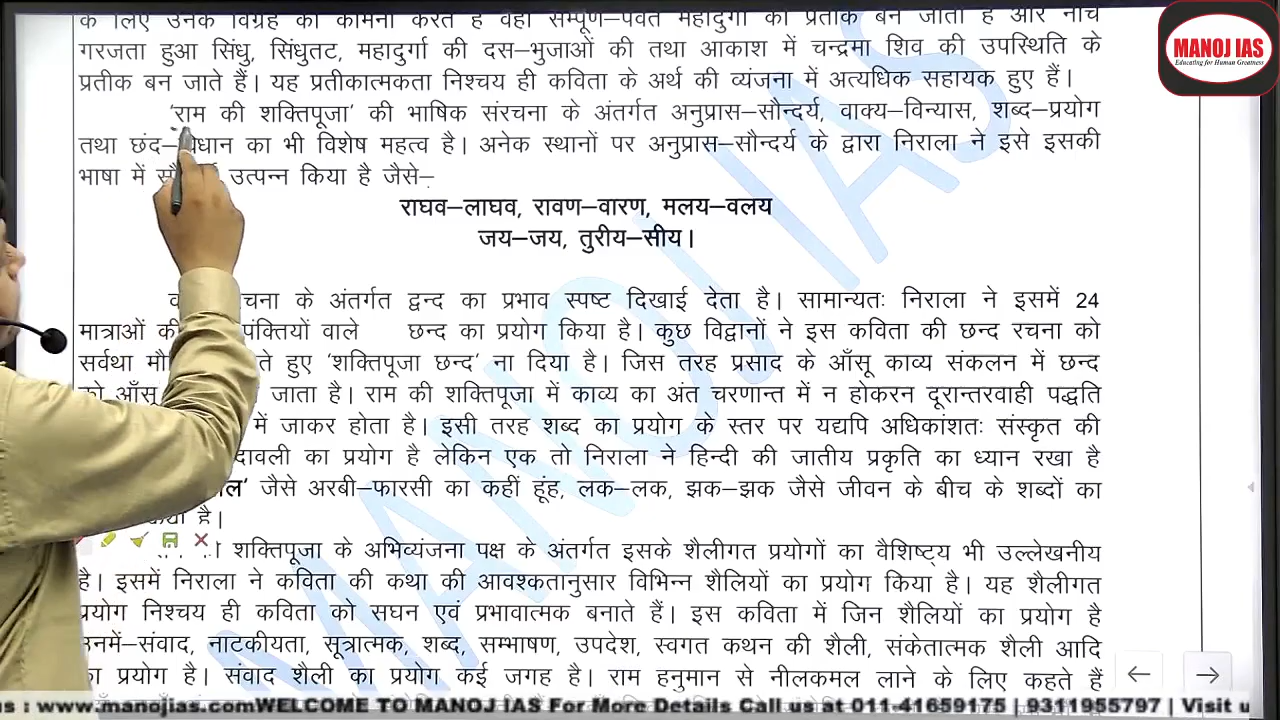 के लिए उनके विग्रह की कामना करते हैं वहीं सम्पूर्ण–पर्वत महादुर्गा का प्रतीक बन जाता है और नीचे
गरजता हुआ सिंधु, सिंधुतट, महादुर्गा की दस–भुजाओं की तथा आकाश में चन्द्रमा शिव की उपस्थिति के
प्रतीक बन जाते हैं। यह प्रतीकात्मकता निश्चय ही कविता के अर्थ की व्यंजना में अत्यधिक सहायक हुए हैं।
'राम की शक्तिपूजा' की भाषिक संरचना के अंतर्गत अनुप्रास–सौन्दर्य, वाक्य–विन्यास, शब्द–प्रयोग
तथा छंद– का भी विशेष महत्व है। अनेक स्थानों पर अनुप्रास–सौन्दर्य के द्वारा निराला ने इसे इसकी
भाषा में उत्पन्न किया है जैसे–
राघव–लाघव, रावण–वारण, मलय–वलय
जय–जय, तुरीय–सीय।
के अंतर्गत द्वन्द का प्रभाव स्पष्ट दिखाई देता है। सामान्यतः निराला ने इसमें 24
मात्राओं की पंक्तियों वाले छन्द का प्रयोग किया है। कुछ विद्वानों ने इस कविता की छन्द रचना को
सर्वथा हुए 'शक्तिपूजा छन्द' ना दिया है। जिस तरह प्रसाद के आँसू काव्य संकलन में छन्द
को आँसू जाता है। राम की शक्तिपूजा में काव्य का अंत चरणान्त में न होकरन दूरान्तरवाही पद्धति
में जाकर होता है। इसी तरह शब्द का प्रयोग के स्तर पर यद्यपि अधिकांशतः संस्कृत की
का प्रयोग है लेकिन एक तो निराला ने हिन्दी की जातीय प्रकृति का ध्यान रखा है
जैसे अरबी–फारसी का कहीं हूंह, लक–लक, झक–झक जैसे जीवन के बीच के शब्दों का
है।
शक्तिपूजा के अभिव्यंजना पक्ष के अंतर्गत इसके शैलीगत प्रयोगों का वैशिष्ट्य भी उल्लेखनीय
है। इसमें निराला ने कविता की कथा की आवश्कतानुसार विभिन्न शैलियों का प्रयोग किया है। यह शैलीगत
प्रयोग निश्चय ही कविता को सघन एवं प्रभावात्मक बनाते हैं। इस कविता में जिन शैलियों का प्रयोग है
उनमें–संवाद, नाटकीयता, सूत्रात्मक, शब्द, सम्भाषण, उपदेश, स्वगत कथन की शैली, संकेतात्मक शैली आदि
का प्रयोग है। संवाद शैली का प्रयोग कई जगह है। राम हनुमान से नीलकमल लाने के लिए कहते हैं
MANOJ IAS
Educating for Human Greatness
MANOJ IAS
s : www.manojias.comWELCOME TO MANOJ IAS For More Details Call us at 011-41659175 | 9311955797 | Visit u